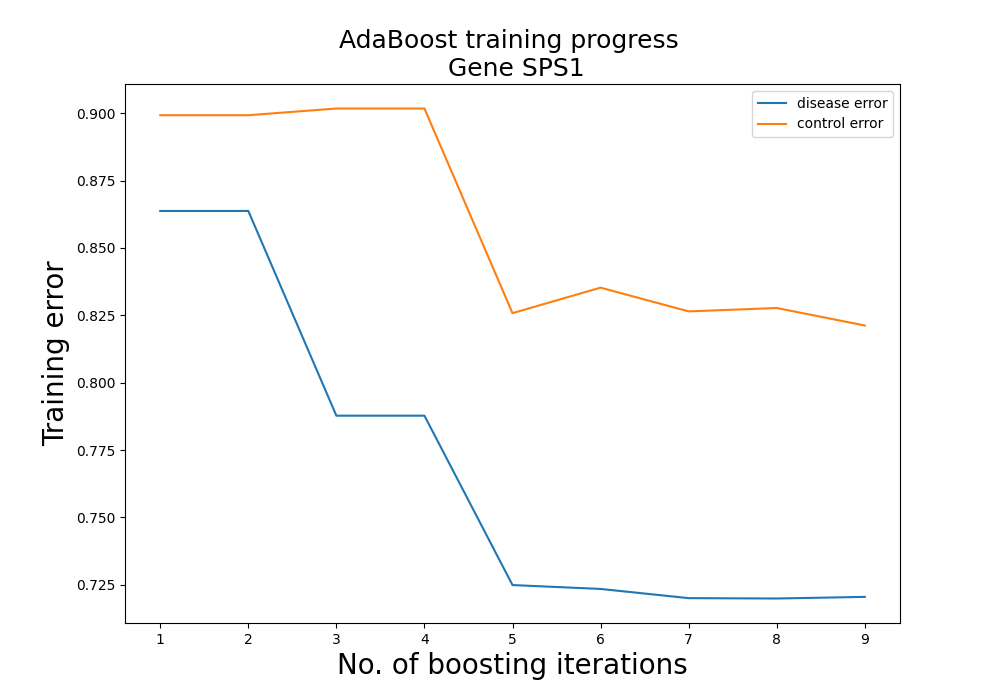 AdaBoost training progress
Gene SPS1
disease error
control error
0.900
0.875
0.850
0.825
0.800
0.775
0.750
0.725
Training error
1 2 3 4 5 6 7 8 9
No. of boosting iterations